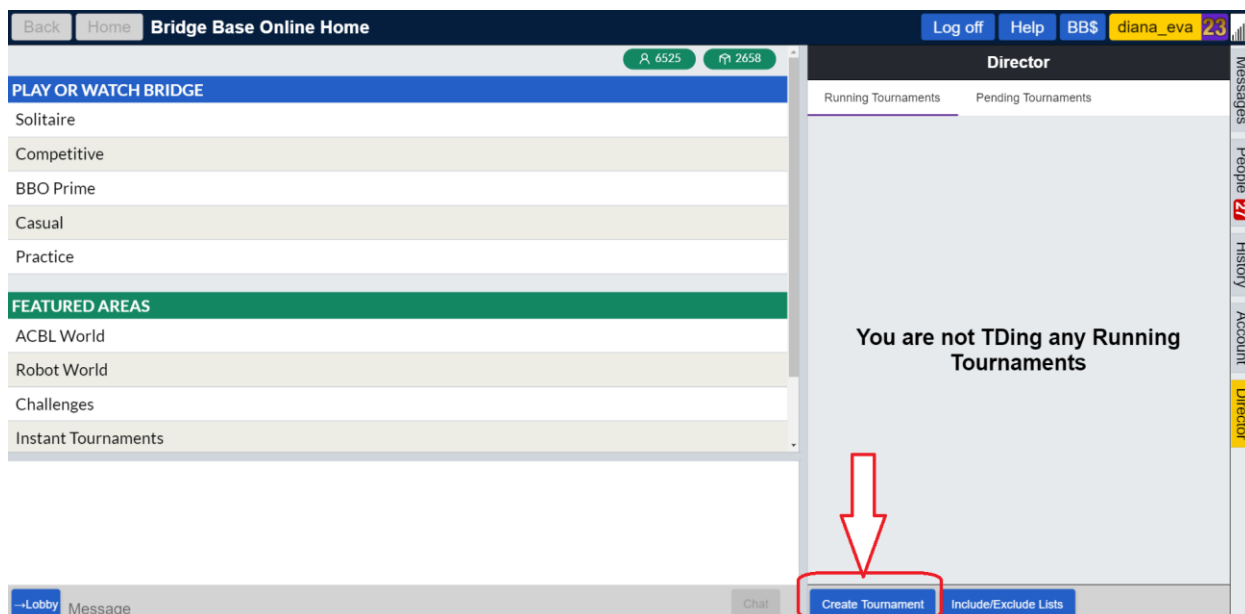 Back Home Bridge Base Online Home Log off Help BB$ diana_eva 23
6525 2658
PLAY OR WATCH BRIDGE
Solitaire
Competitive
BBO Prime
Casual
Practice
FEATURED AREAS
ACBL World
Robot World
Challenges
Instant Tournaments
→Lobby Message Chat
Director
Running Tournaments Pending Tournaments
You are not TDing any Running
Tournaments
Create Tournament Include/Exclude Lists
Messages
People 27
History
Account
Director